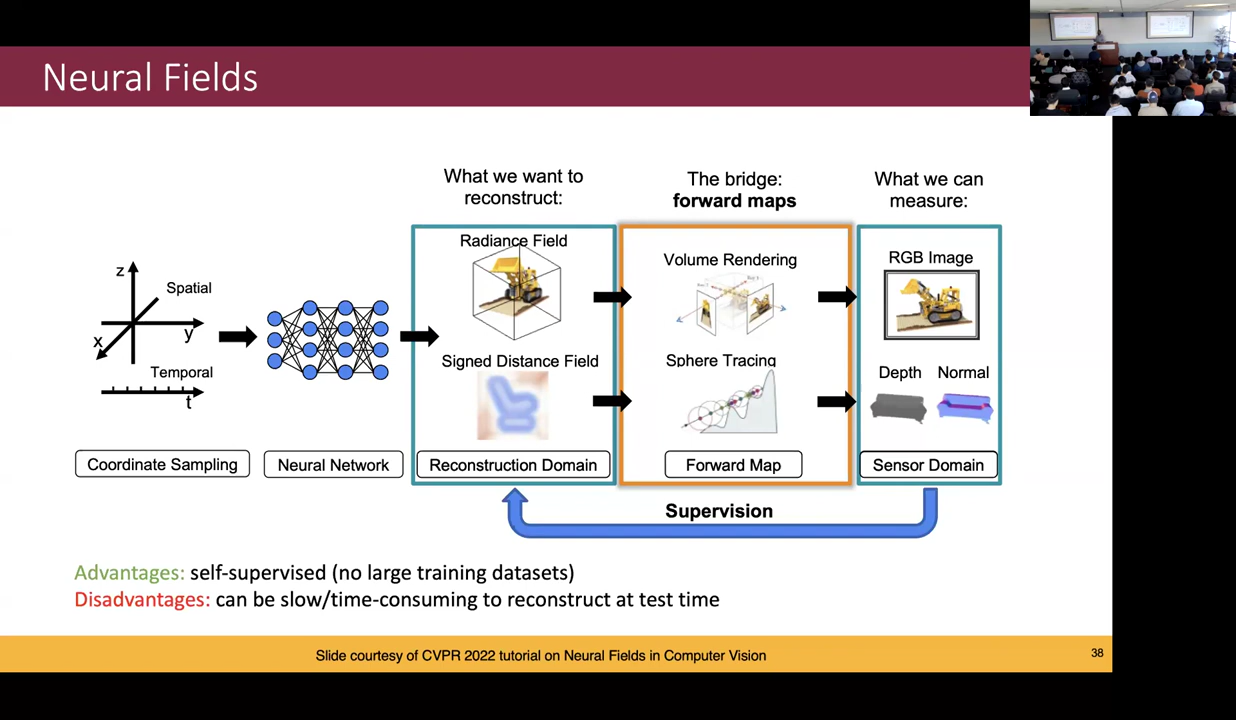 Neural Fields
What we want to
reconstruct:
The bridge:
forward maps
What we can
measure:
z
Spatial
x
y
Temporal
t
Radiance Field
Signed Distance Field
Volume Rendering
Sphere Tracing
RGB Image
Depth
Normal
Coordinate Sampling
Neural Network
Reconstruction Domain
Forward Map
Sensor Domain
Supervision
Advantages: self-supervised (no large training datasets)
Disadvantages: can be slow/time-consuming to reconstruct at test time
Slide courtesy of CVPR 2022 tutorial on Neural Fields in Computer Vision
38